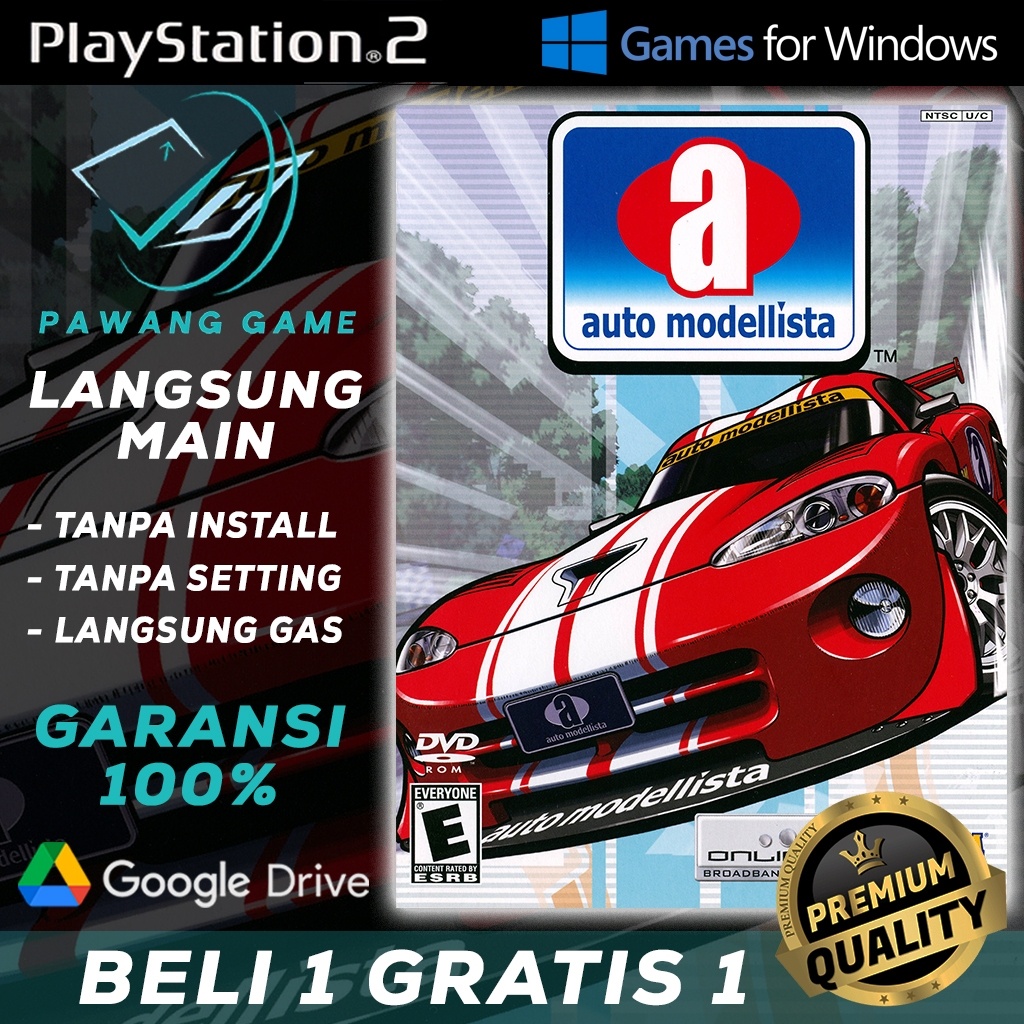 PlayStation®2
Games for Windows
PAWANG GAME
LANGSUNG
MAIN
- TANPA INSTALL
- TANPA SETTING
- LANGSUNG GAS
GARANSI
100%
Google Drive
NTSC U/C
a
auto modellista
TM
auto modellista
a
auto modellista
auto modellista
DVD
ROM
EVERYONE
E
®
CONTENT RATED BY
ESRB
PREMIUM QUALITY
PREMIUM
QUALITY
BELI 1 GRATIS 1